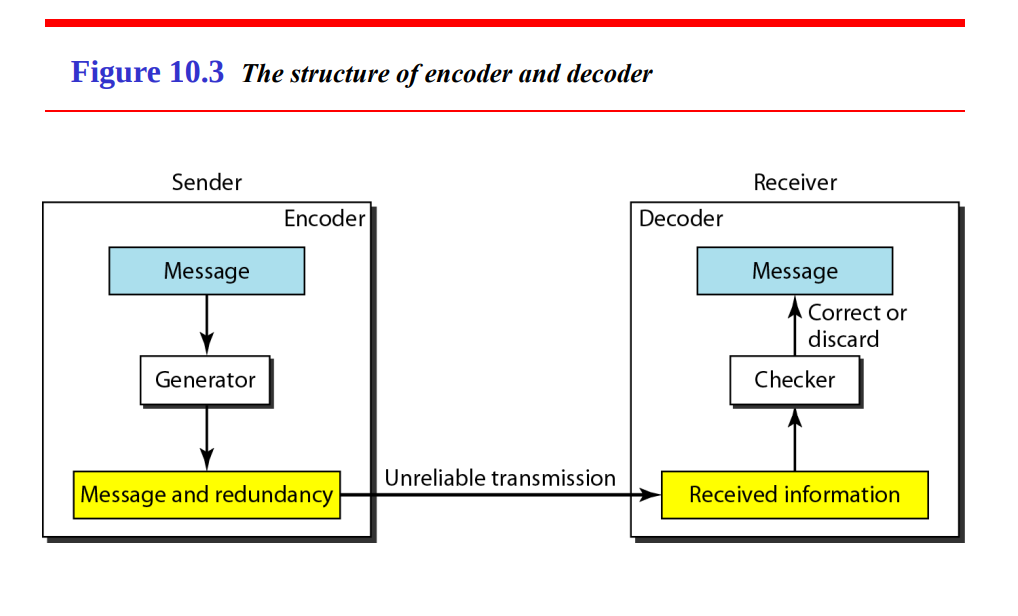 Figure 10.3 The structure of encoder and decoder
Sender
Receiver
Encoder
Decoder
Message
Message
Correct or
discard
Generator
Checker
Unreliable transmission
Message and redundancy
Received information